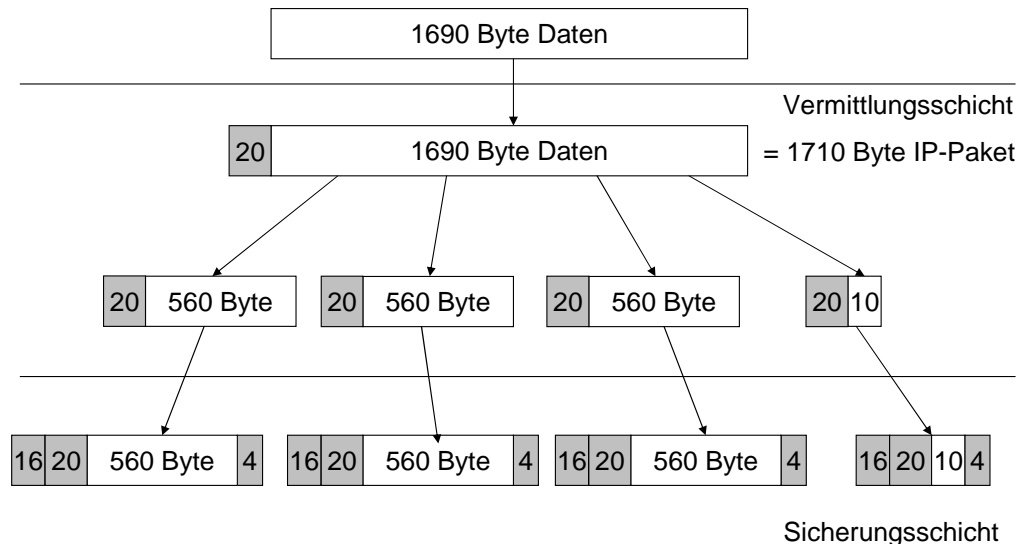 1690 Byte Daten
Vermittlungsschicht
20 1690 Byte Daten = 1710 Byte IP-Paket
20 560 Byte 20 560 Byte 20 560 Byte 20 10
16 20 560 Byte 4 16 20 560 Byte 4 16 20 560 Byte 4 16 20 10 4
Sicherungsschicht